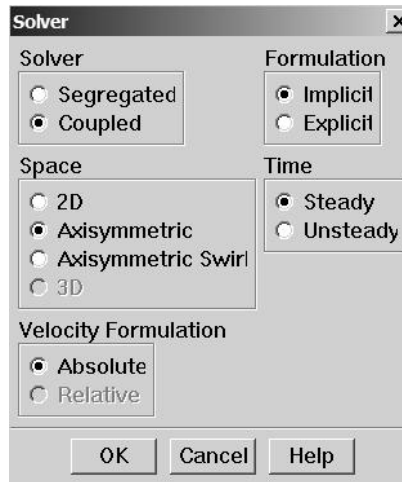 Solver
Solver
Segregated
Coupled
Formulation
Implicit
Explicit
Space
2D
Axisymmetric
Axisymmetric Swirl
3D
Time
Steady
Unsteady
Velocity Formulation
Absolute
Relative
OK Cancel Help